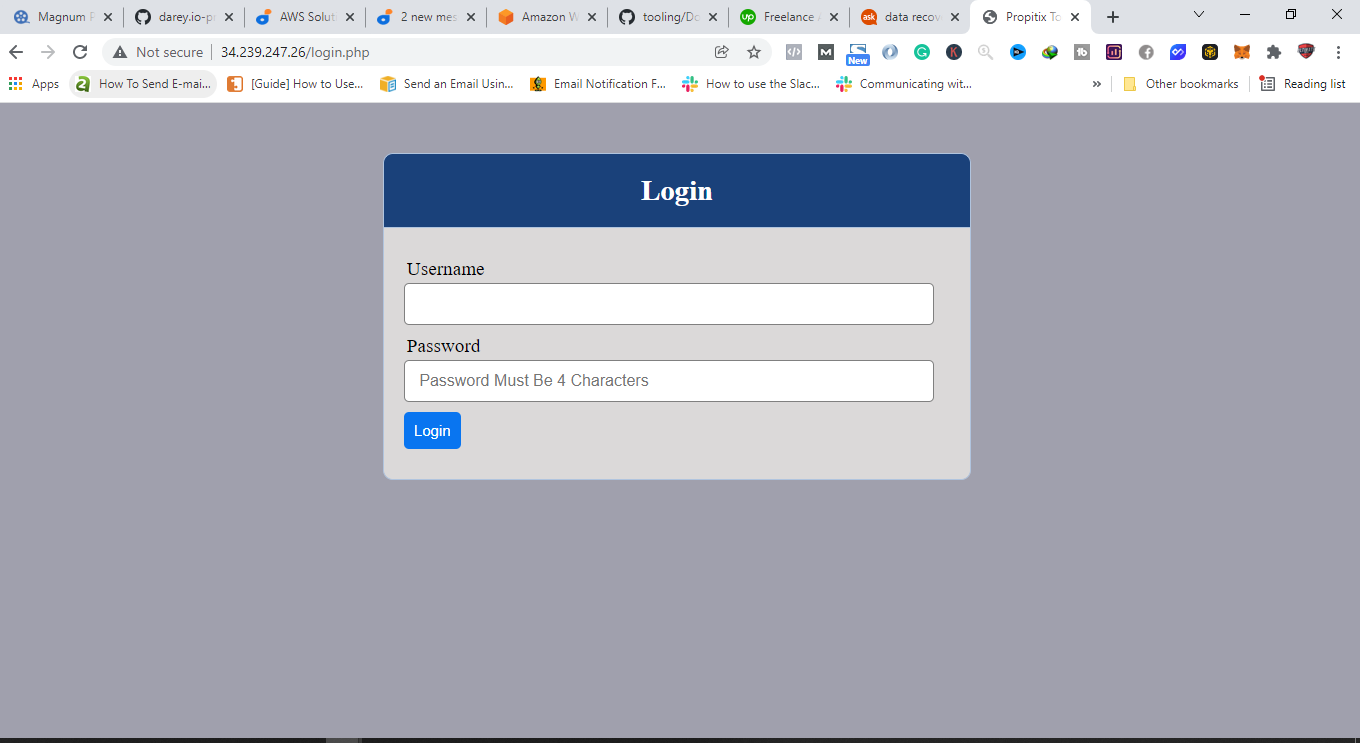 Magnum P
darey.io-pr
AWS Soluti
2 new mes
Amazon W
tooling/Do
Freelance A
data recov
Propitix To
Not secure
34.239.247.26/login.php
New
Apps
How To Send E-mai...
[Guide] How to Use...
Send an Email Usin...
Email Notification F...
How to use the Slac...
Communicating wit...
»
Other bookmarks
Reading list
Login
Username
Password
Password Must Be 4 Characters
Login